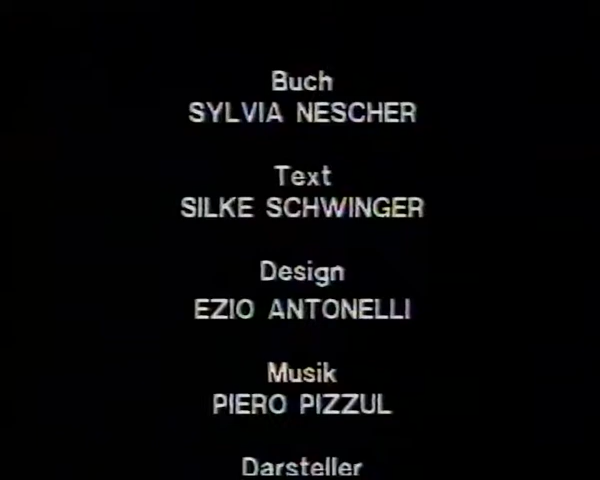 Buch
SYLVIA NESCHER
Text
SILKE SCHWINGER
Design
EZIO ANTONELLI
Musik
PIERO PIZZUL
Darsteller